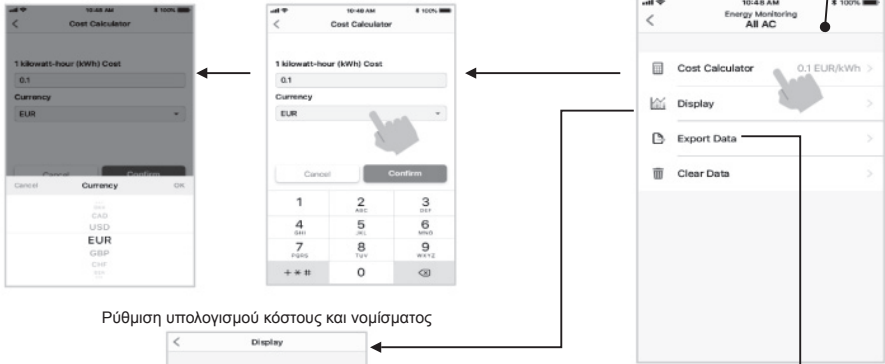 10:48 AM
100%
Cost Calculator
1 kilowatt-hour (kWh) Cost
0.1
Currency
EUR
Cancel
Confirm
Cancel
Currency
OK
CAD
USD
EUR
GBP
CHF
10:48 AM
100%
Cost Calculator
1 kilowatt-hour (kWh) Cost
0.1
Currency
EUR
Cancel
Confirm
1
2 ABC
3 DEF
4 GHI
5 JKL
6 MNO
7 PQRS
8 TUV
9 WXYZ
+ * #
0
10:48 AM
100%
Energy Monitoring
All AC
Cost Calculator 0.1 EUR/kWh >
Display >
Export Data
Clear Data >
Ρύθμιση υπολογισμού κόστους και νομίσματος
Display